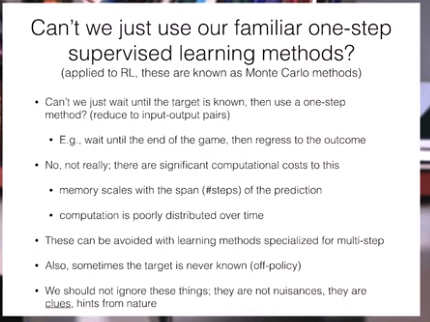 Can't we just use our familiar one-step
supervised learning methods?
(applied to RL, these are known as Monte Carlo methods)
• Can't we just wait until the target is known, then use a one-step
method? (reduce to input-output pairs)
• E.g., wait until the end of the game, then regress to the outcome
• No, not really; there are significant computational costs to this
• memory scales with the span (#steps) of the prediction
• computation is poorly distributed over time
• These can be avoided with learning methods specialized for multi-step
• Also, sometimes the target is never known (off-policy)
• We should not ignore these things; they are not nuisances, they are
clues, hints from nature